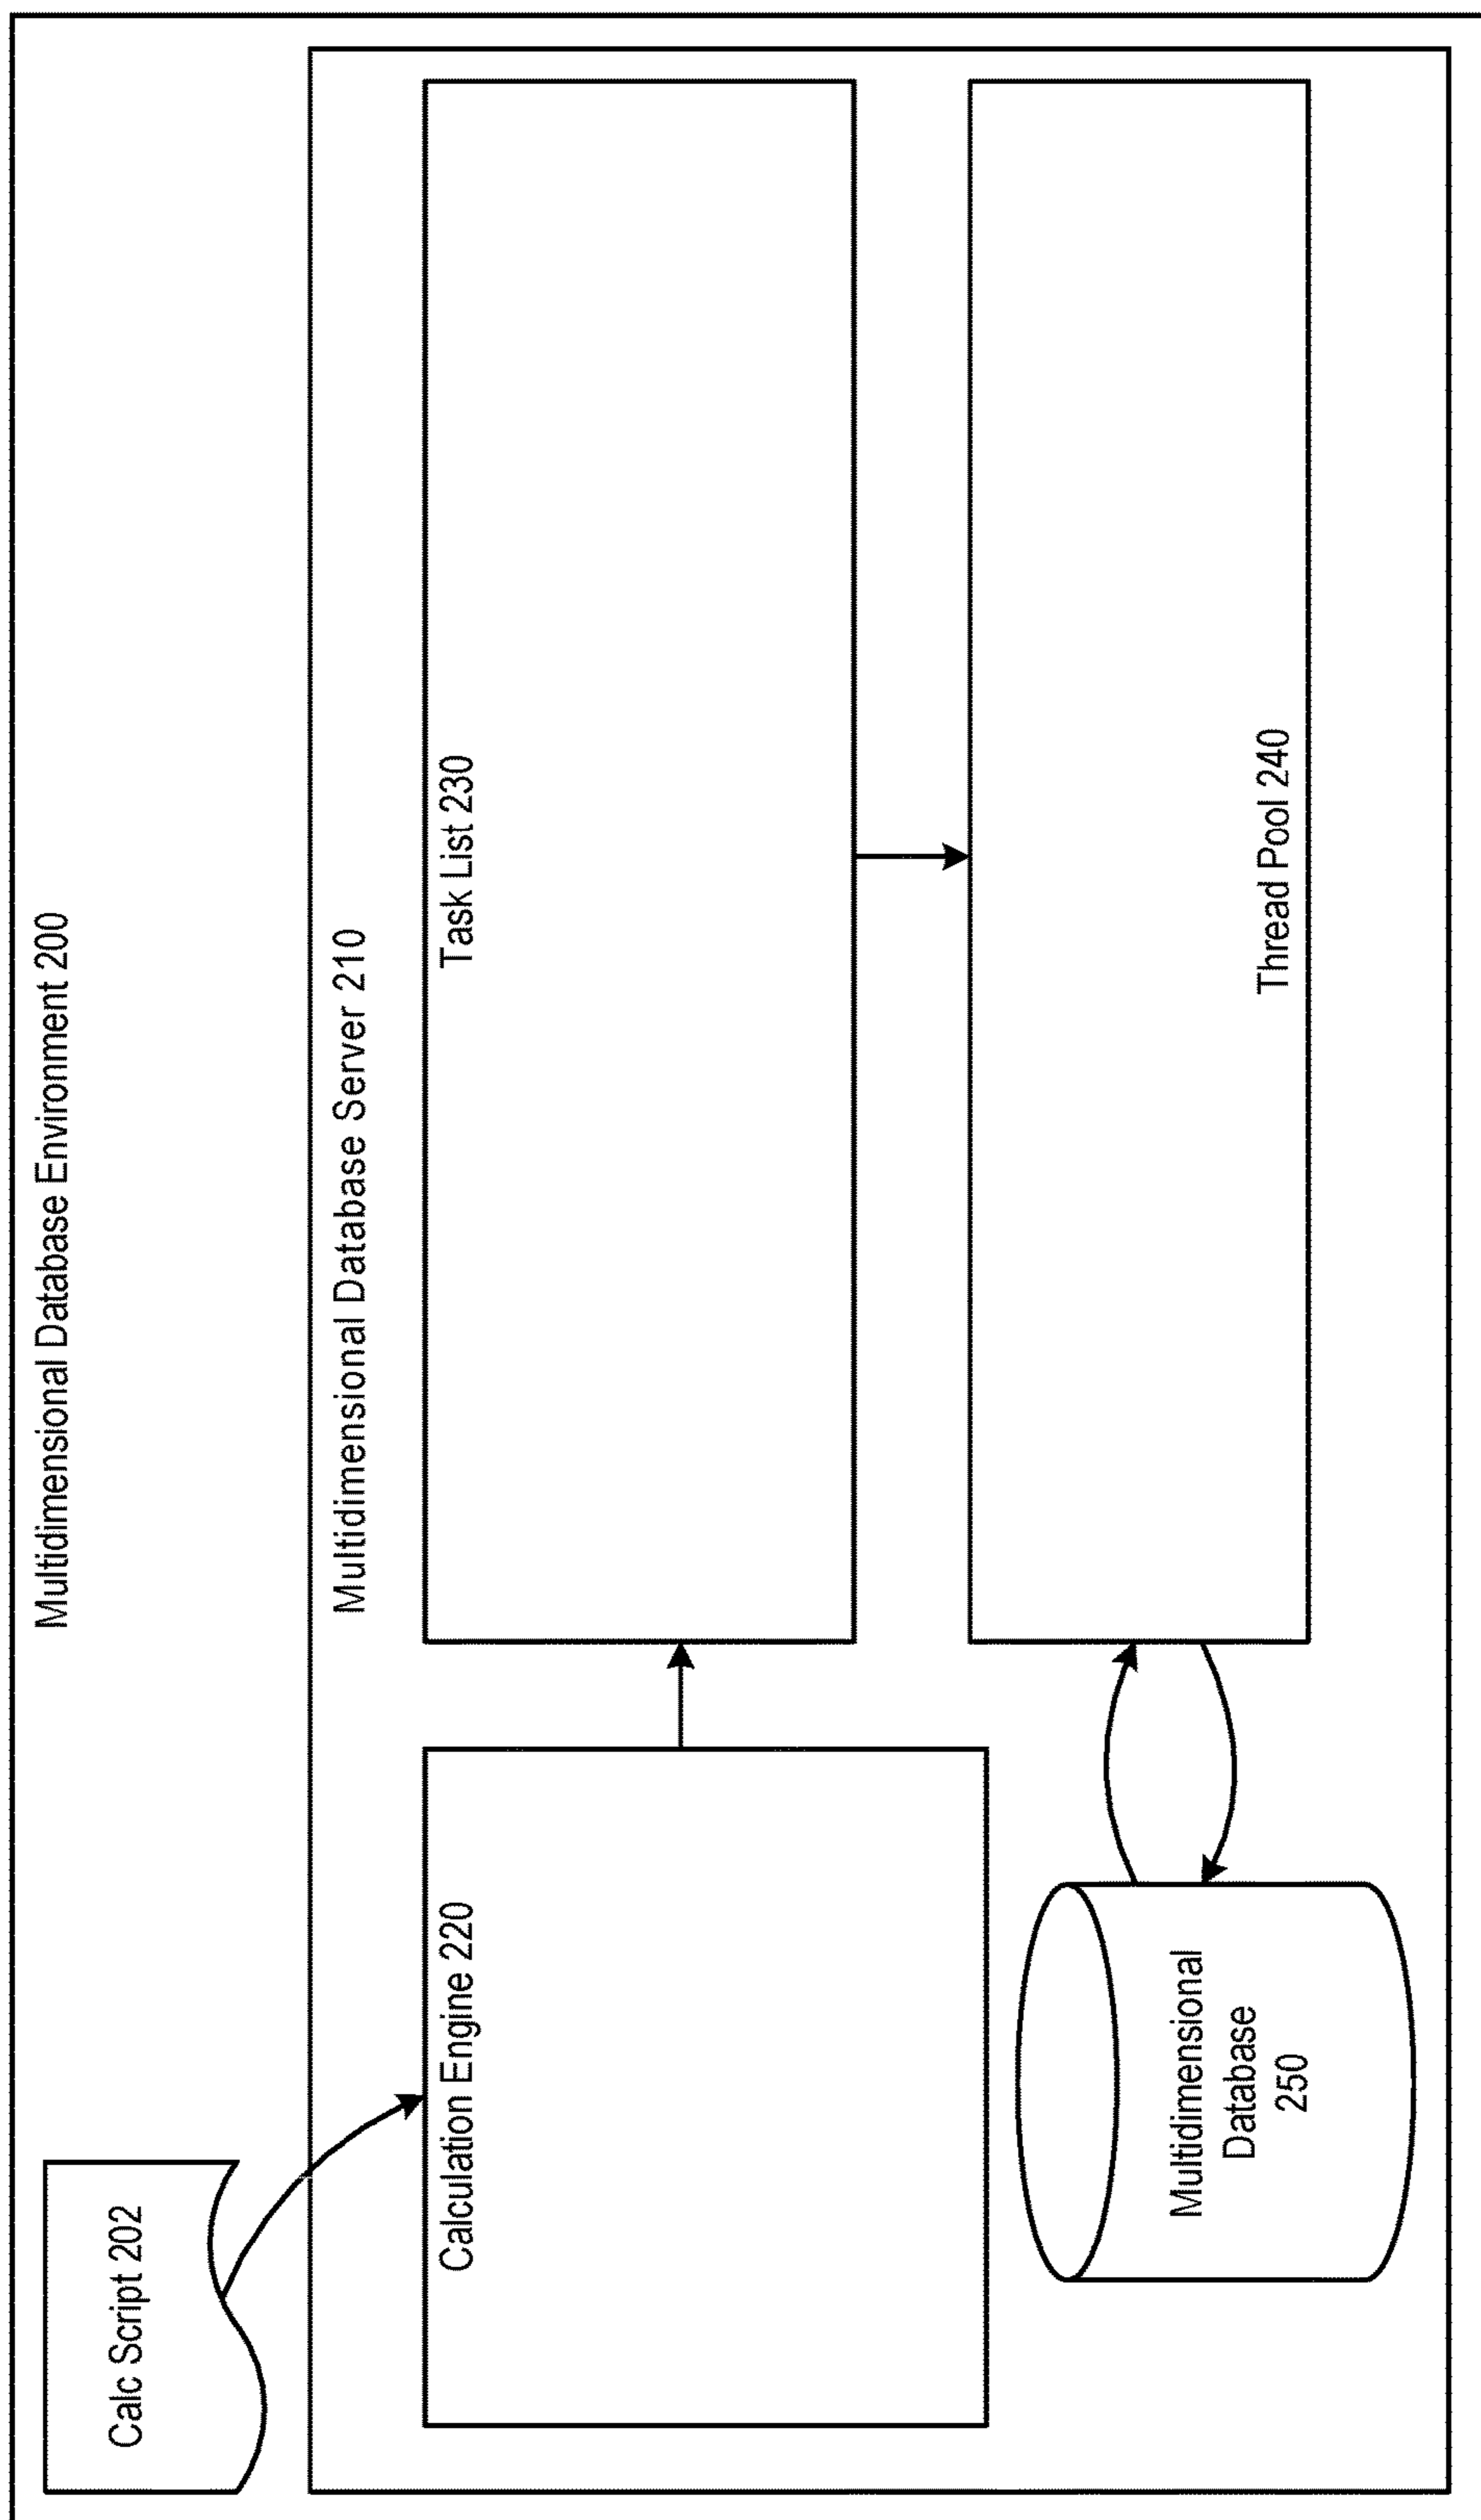 Multidimensional Database Environment 200
Calc Script 202
Multidimensional Database Server 210
Calculation Engine 220
Task List 230
Multidimensional
Database
250
Thread Pool 240